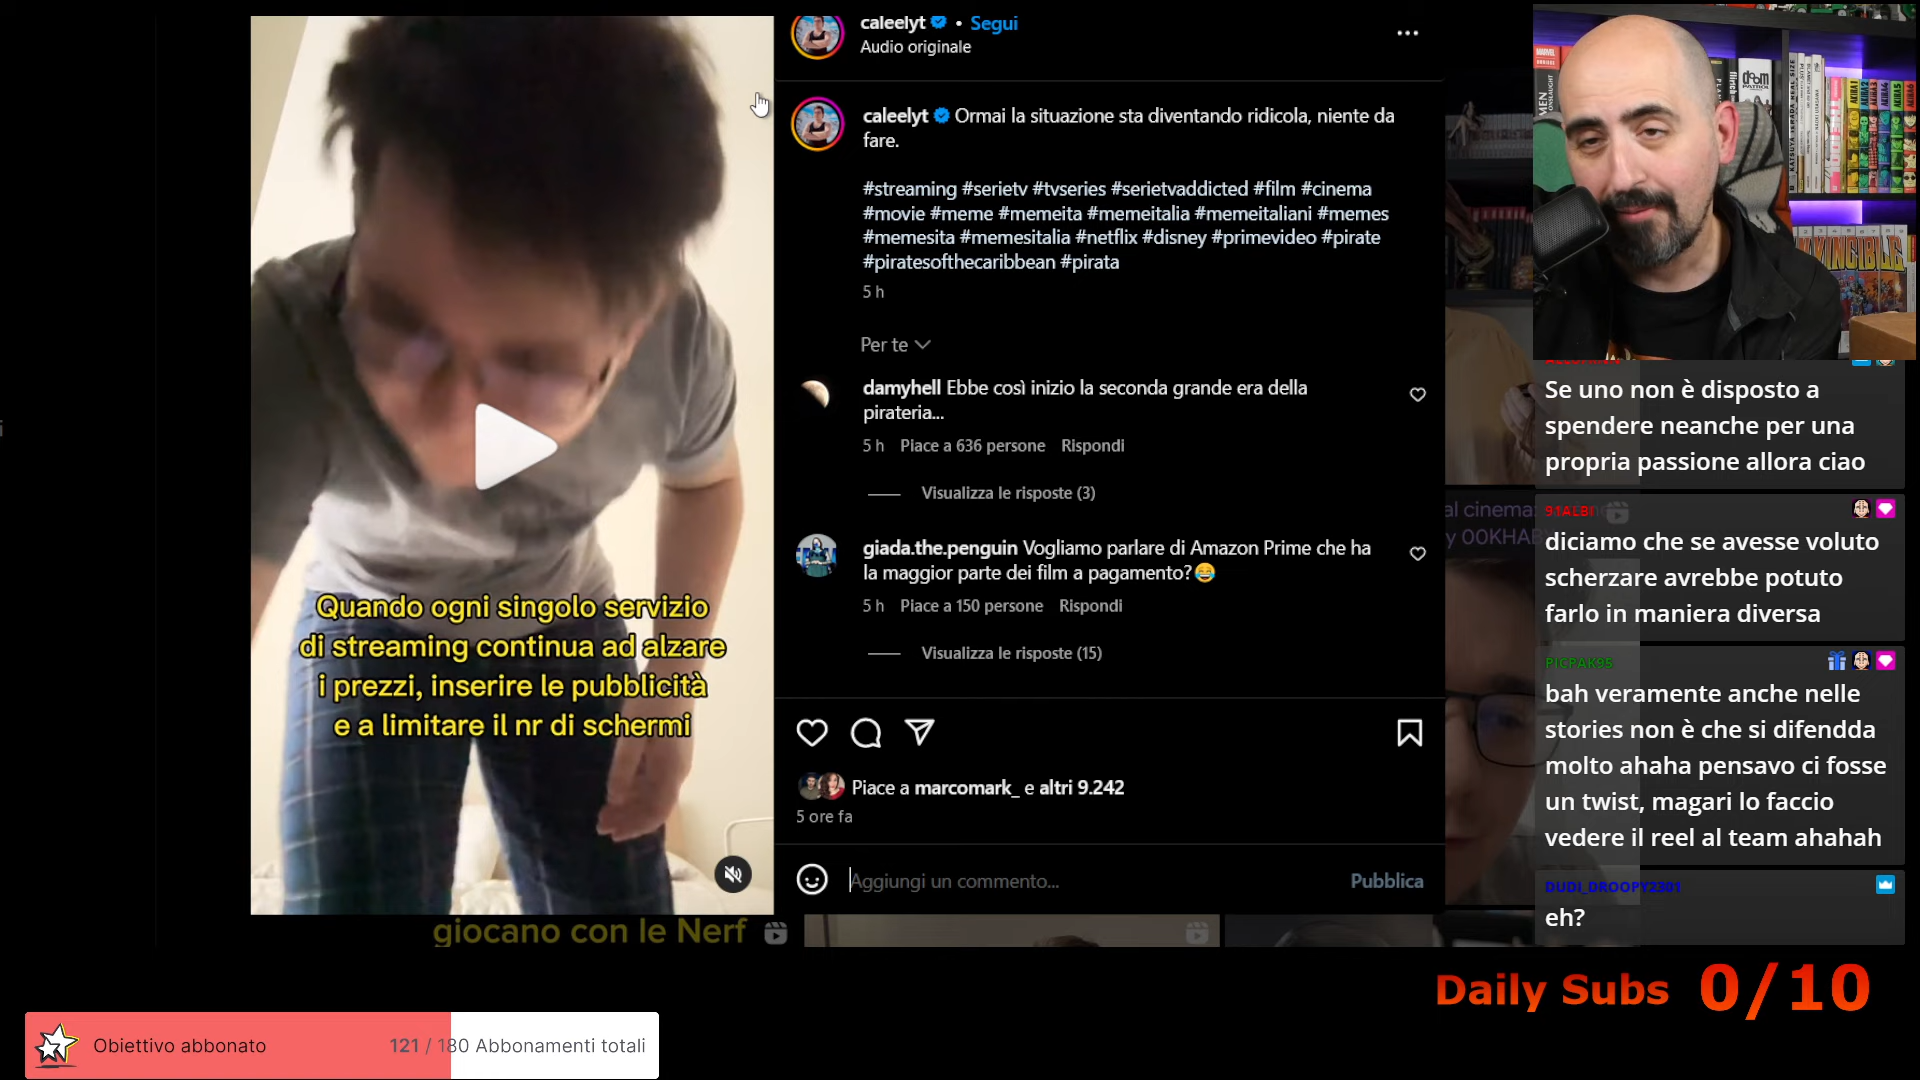 caleelyt • Segui
Audio originale
caleelyt Ormai la situazione sta diventando ridicola, niente da
fare.
#streaming #serietv #tvseries #serietvaddicted #film #cinema
#movie #meme #memeita #memeitalia #memeitaliani #memes
#memesita #memesitalia #netflix #disney #primevideo #pirate
#piratesofthecaribbean #pirata
5 h
Per te
damyhell Ebbe così inizio la seconda grande era della
pirateria...
5 h Piace a 636 persone Rispondi
Visualizza le risposte (3)
giada.the.penguin Vogliamo parlare di Amazon Prime che ha
la maggior parte dei film a pagamento?😂
5 h Piace a 150 persone Rispondi
Visualizza le risposte (15)
Piace a marcomark_ e altri 9.242
5 ore fa
Aggiungi un commento...
Pubblica
Quando ogni singolo servizio
di streaming continua ad alzare
i prezzi, inserire le pubblicità
e a limitare il nr di schermi
giocano con le Nerf
al cinema
y 00KHAB
doom
INVINCIBLE
Se uno non è disposto a
spendere neanche per una
propria passione allora ciao
91ALBI
diciamo che se avesse voluto
scherzare avrebbe potuto
farlo in maniera diversa
PICPAK95
bah veramente anche nelle
stories non è che si difendda
molto ahaha pensavo ci fosse
un twist, magari lo faccio
vedere il reel al team ahahah
DUDI_DROOPY2301
eh?
Daily Subs 0/10
Obiettivo abbonato 121 / 180 Abbonamenti totali